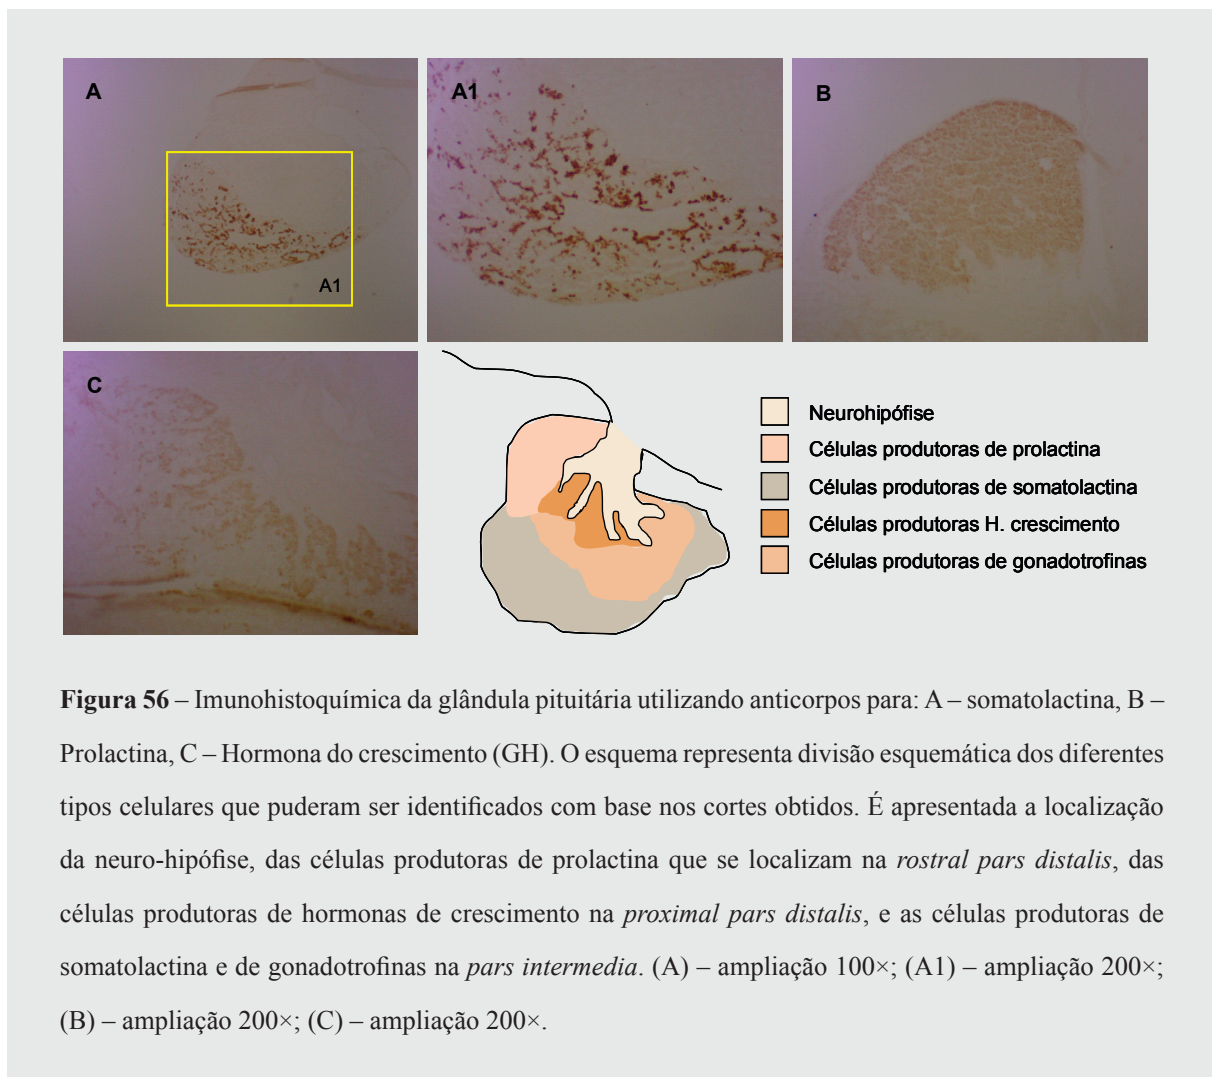 A
A1
A1
B
C
Neurohipófise
Células produtoras de prolactina
Células produtoras de somatolactina
Células produtoras H. crescimento
Células produtoras de gonadotrofinas
Figura 56 – Imunohistoquímica da glândula pituitária utilizando anticorpos para: A – somatolactina, B –
Prolactina, C – Hormona do crescimento (GH). O esquema representa divisão esquemática dos diferentes
tipos celulares que puderam ser identificados com base nos cortes obtidos. É apresentada a localização
da neuro-hipófise, das células produtoras de prolactina que se localizam na rostral pars distalis, das
células produtoras de hormonas de crescimento na proximal pars distalis, e as células produtoras de
somatolactina e de gonadotrofinas na pars intermedia. (A) – ampliação 100×; (A1) – ampliação 200×;
(B) – ampliação 200×; (C) – ampliação 200×.